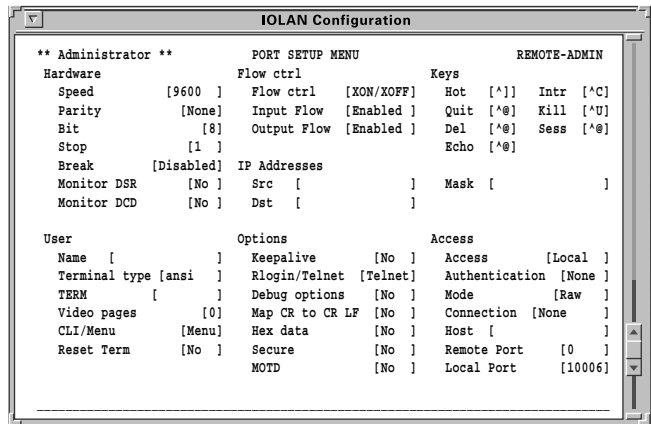 IOLAN Configuration
** Administrator ** PORT SETUP MENU REMOTE-ADMIN
Hardware Flow ctrl Keys
Speed [9600 ] Flow ctrl [XON/XOFF] Hot [^]] Intr [^C]
Parity [None] Input Flow [Enabled ] Quit [^@] Kill [^U]
Bit [8] Output Flow [Enabled ] Del [^@] Sess [^@]
Stop [1 ] Echo [^@]
Break [Disabled] IP Addresses
Monitor DSR [No ] Src [ ] Mask [ ]
Monitor DCD [No ] Dst [ ]
User Options Access
Name [ ] Keepalive [No ] Access [Local ]
Terminal type [ansi ] Rlogin/Telnet [Telnet] Authentication [None ]
TERM [ ] Debug options [No ] Mode [Raw ]
Video pages [0] Map CR to CR LF [No ] Connection [None ]
CLI/Menu [Menu] Hex data [No ] Host [ ]
Reset Term [No ] Secure [No ] Remote Port [0 ]
MOTD [No ] Local Port [10006]